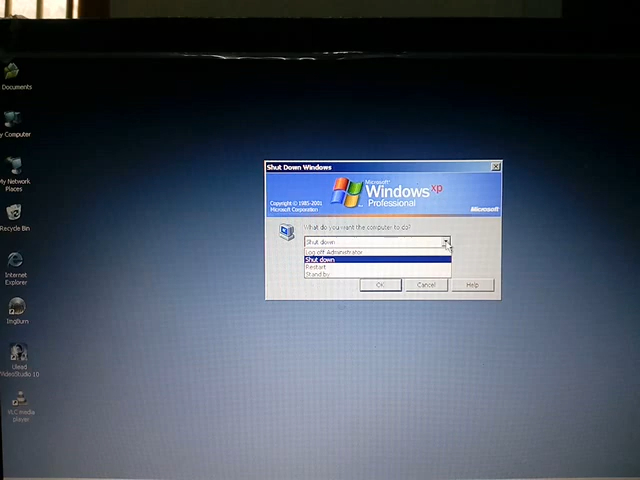 Documents
y Computer
My Network
Places
Recycle Bin
Internet
Explorer
ImgBurn
Ulead
VideoStudio 10
VLC media
player
Shut Down Windows
Microsoft®
Windows xp
Professional
Copyright © 1985-2001
Microsoft Corporation
Microsoft
What do you want the computer to do?
Shut down
Log off Administrator
Shut down
Restart
Stand by
OK
Cancel
Help